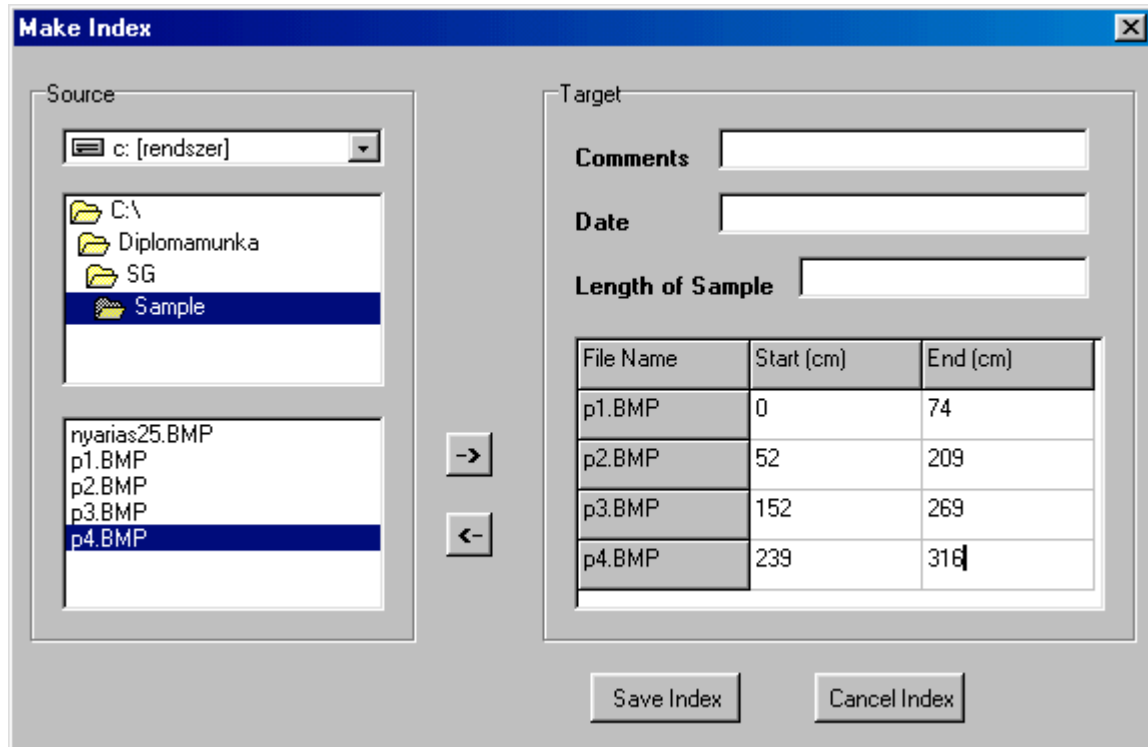 Make Index
Source
c: [rendszer]
C:\
Diplomamunka
SG
Sample
nyarias25.BMP
p1.BMP
p2.BMP
p3.BMP
p4.BMP
->
<-
Target
Comments
Date
Length of Sample
File Name Start (cm) End (cm)
p1.BMP 0 74
p2.BMP 52 209
p3.BMP 152 269
p4.BMP 239 316
Save Index Cancel Index